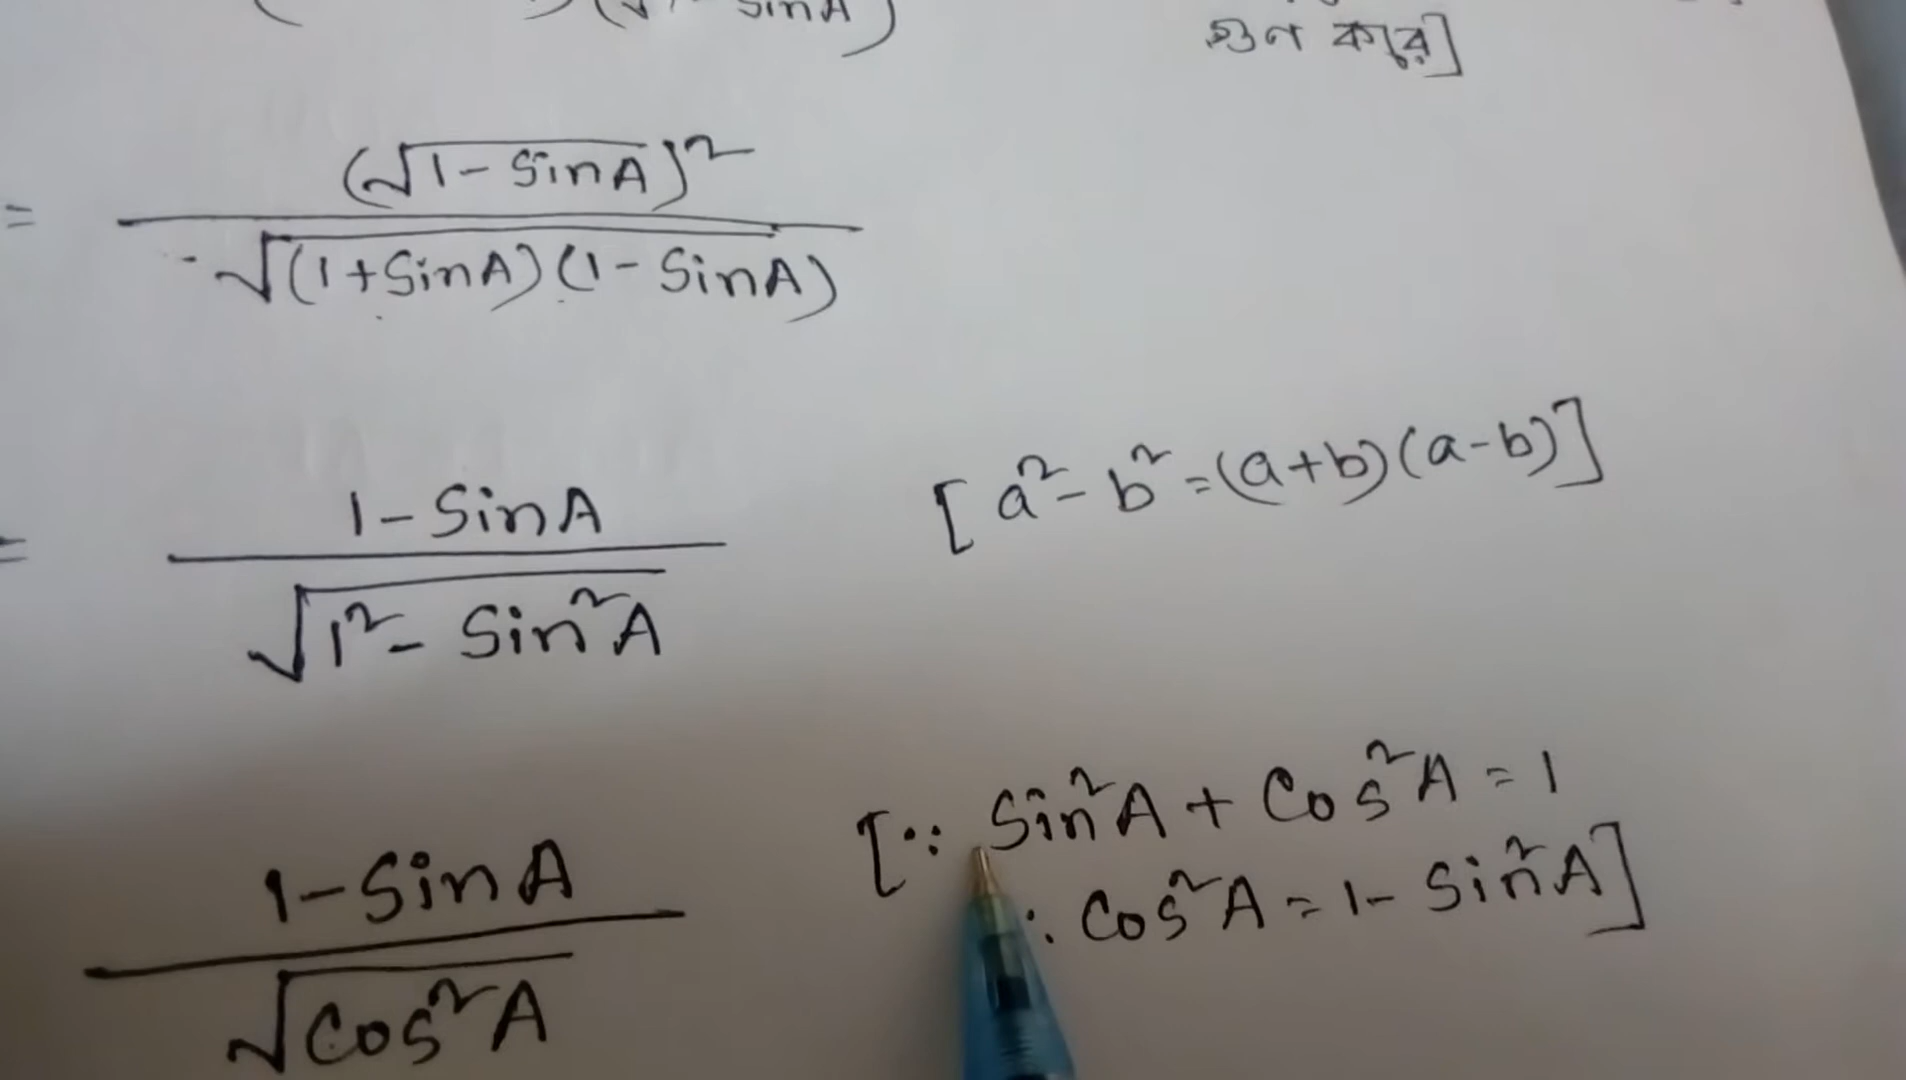 sinA)
গুণ করে]
= (√1-SinA)² / √(1+SinA)(1-SinA)
= 1-SinA / √1²-Sin²A [a²-b²=(a+b)(a-b)]
1-SinA / √Cos²A [∵ Sin²A + Cos²A = 1
∴ Cos²A = 1- Sin²A]